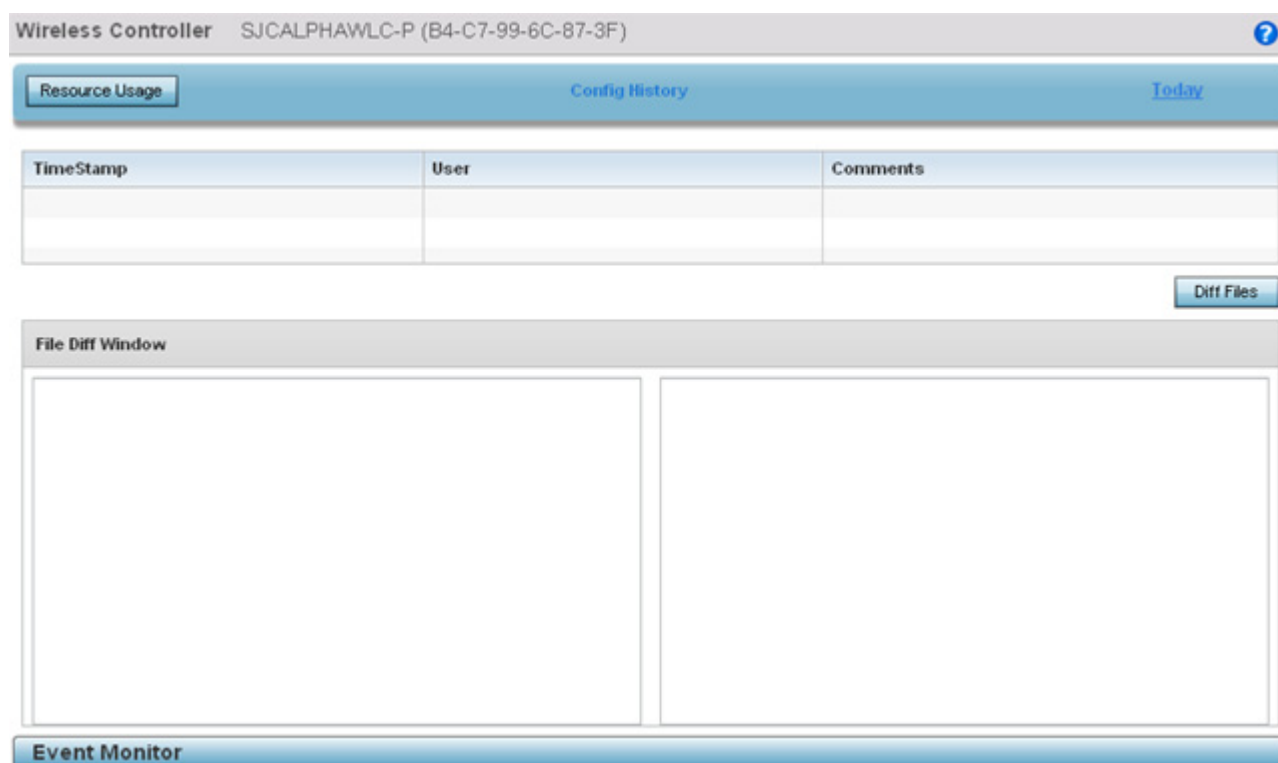 Wireless Controller SJCALPHAWLC-P (B4-C7-99-6C-87-3F) ?
Resource Usage Config History Today
TimeStamp User Comments
Diff Files
File Diff Window
Event Monitor